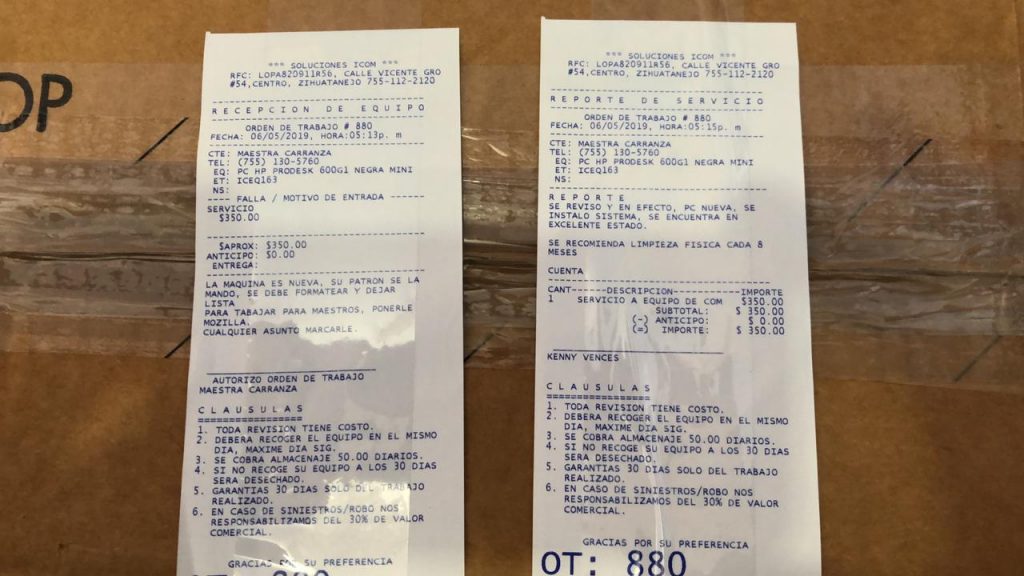 OP
*** SOLUCIONES ICOM ***
RFC: LOPA820911R56, CALLE VICENTE GRO
#54,CENTRO, ZIHUATANEJO 755-112-2120
RECEPCION DE EQUIPO
ORDEN DE TRABAJO # 880
FECHA: 06/05/2019, HORA:05:13p. m
CTE: MAESTRA CARRANZA
TEL: (755) 130-5760
EQ: PC HP PRODESK 600G1 NEGRA MINI
ET: ICEQ163
NS:
---- FALLA / MOTIVO DE ENTRADA ------
SERVICIO
$350.00
$APROX: $350.00
ANTICIPO: $0.00
ENTREGA:
LA MAQUINA ES NUEVA, SU PATRON SE LA
MANDO, SE DEBE FORMATEAR Y DEJAR
LISTA
PARA TABAJAR PARA MAESTROS, PONERLE
MOZILLA.
CUALQUIER ASUNTO MARCARLE.
AUTORIZO ORDEN DE TRABAJO
MAESTRA CARRANZA
CLAUSULAS
1. TODA REVISION TIENE COSTO.
2. DEBERA RECOGER EL EQUIPO EN EL MISMO
DIA, MAXIME DIA SIG.
3. SE COBRA ALMACENAJE 50.00 DIARIOS.
4. SI NO RECOGE SU EQUIPO A LOS 30 DIAS
SERA DESECHADO.
5. GARANTIAS 30 DIAS SOLO DEL TRABAJO
REALIZADO.
6. EN CASO DE SINIESTROS/ROBO NOS
RESPONSABILIZAMOS DEL 30% DE VALOR
COMERCIAL.
GRACIAS POR SU PREFERENCIA
OT: 880
*** SOLUCIONES ICOM ***
RFC: LOPA820911R56, CALLE VICENTE GRO
#54,CENTRO, ZIHUATANEJO 755-112-2120
REPORTE DE SERVICIO
ORDEN DE TRABAJO # 880
FECHA: 06/05/2019, HORA:05:15p. m
CTE: MAESTRA CARRANZA
TEL: (755) 130-5760
EQ: PC HP PRODESK 600G1 NEGRA MINI
ET: ICEQ163
NS:
REPORTE
SE REVISO Y EN EFECTO, PC NUEVA, SE
INSTALO SISTEMA, SE ENCUENTRA EN
EXCELENTE ESTADO.
SE RECOMIENDA LIMPIEZA FISICA CADA 8
MESES
CUENTA
CANT------DESCRIPCION----------IMPORTE
1 SERVICIO A EQUIPO DE COM $350.00
SUBTOTAL: $ 350.00
(-) ANTICIPO: $ 0.00
(=) IMPORTE: $ 350.00
KENNY VENCES
CLAUSULAS
1. TODA REVISION TIENE COSTO.
2. DEBERA RECOGER EL EQUIPO EN EL MISMO
DIA, MAXIME DIA SIG.
3. SE COBRA ALMACENAJE 50.00 DIARIOS.
4. SI NO RECOGE SU EQUIPO A LOS 30 DIAS
SERA DESECHADO.
5. GARANTIAS 30 DIAS SOLO DEL TRABAJO
REALIZADO.
6. EN CASO DE SINIESTROS/ROBO NOS
RESPONSABILIZAMOS DEL 30% DE VALOR
COMERCIAL.
GRACIAS POR SU PREFERENCIA
OT: 880